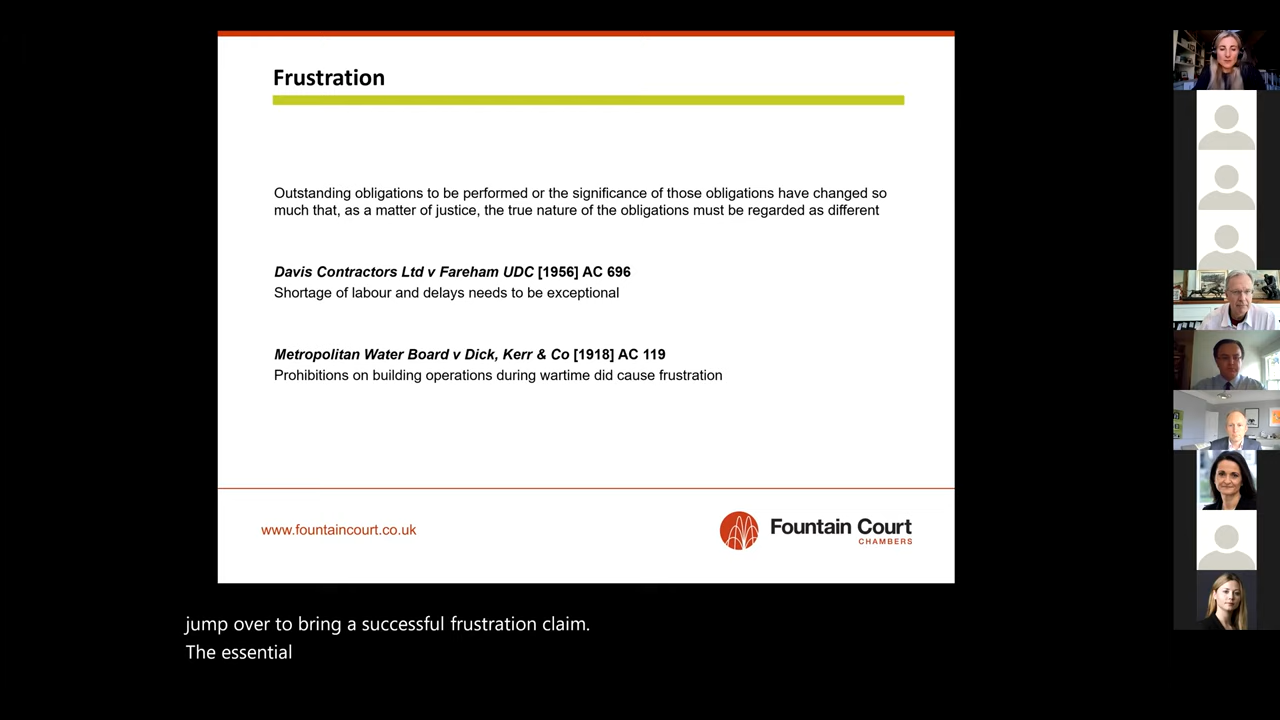 Frustration
Outstanding obligations to be performed or the significance of those obligations have changed so
much that, as a matter of justice, the true nature of the obligations must be regarded as different
Davis Contractors Ltd v Fareham UDC [1956] AC 696
Shortage of labour and delays needs to be exceptional
Metropolitan Water Board v Dick, Kerr & Co [1918] AC 119
Prohibitions on building operations during wartime did cause frustration
www.fountaincourt.co.uk
Fountain Court
CHAMBERS
jump over to bring a successful frustration claim.
The essential